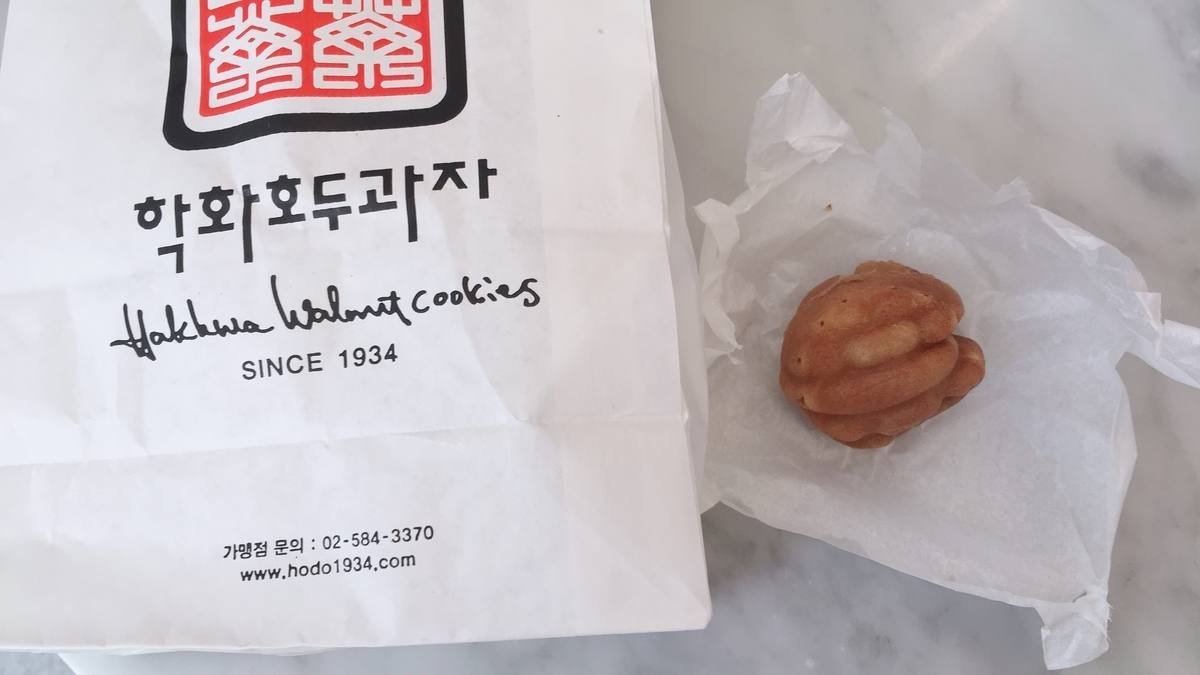 학화호두과자
Hakhwa Walnut cookies
SINCE 1934
가맹점 문의 : 02-584-3370
www.hodo1934.com